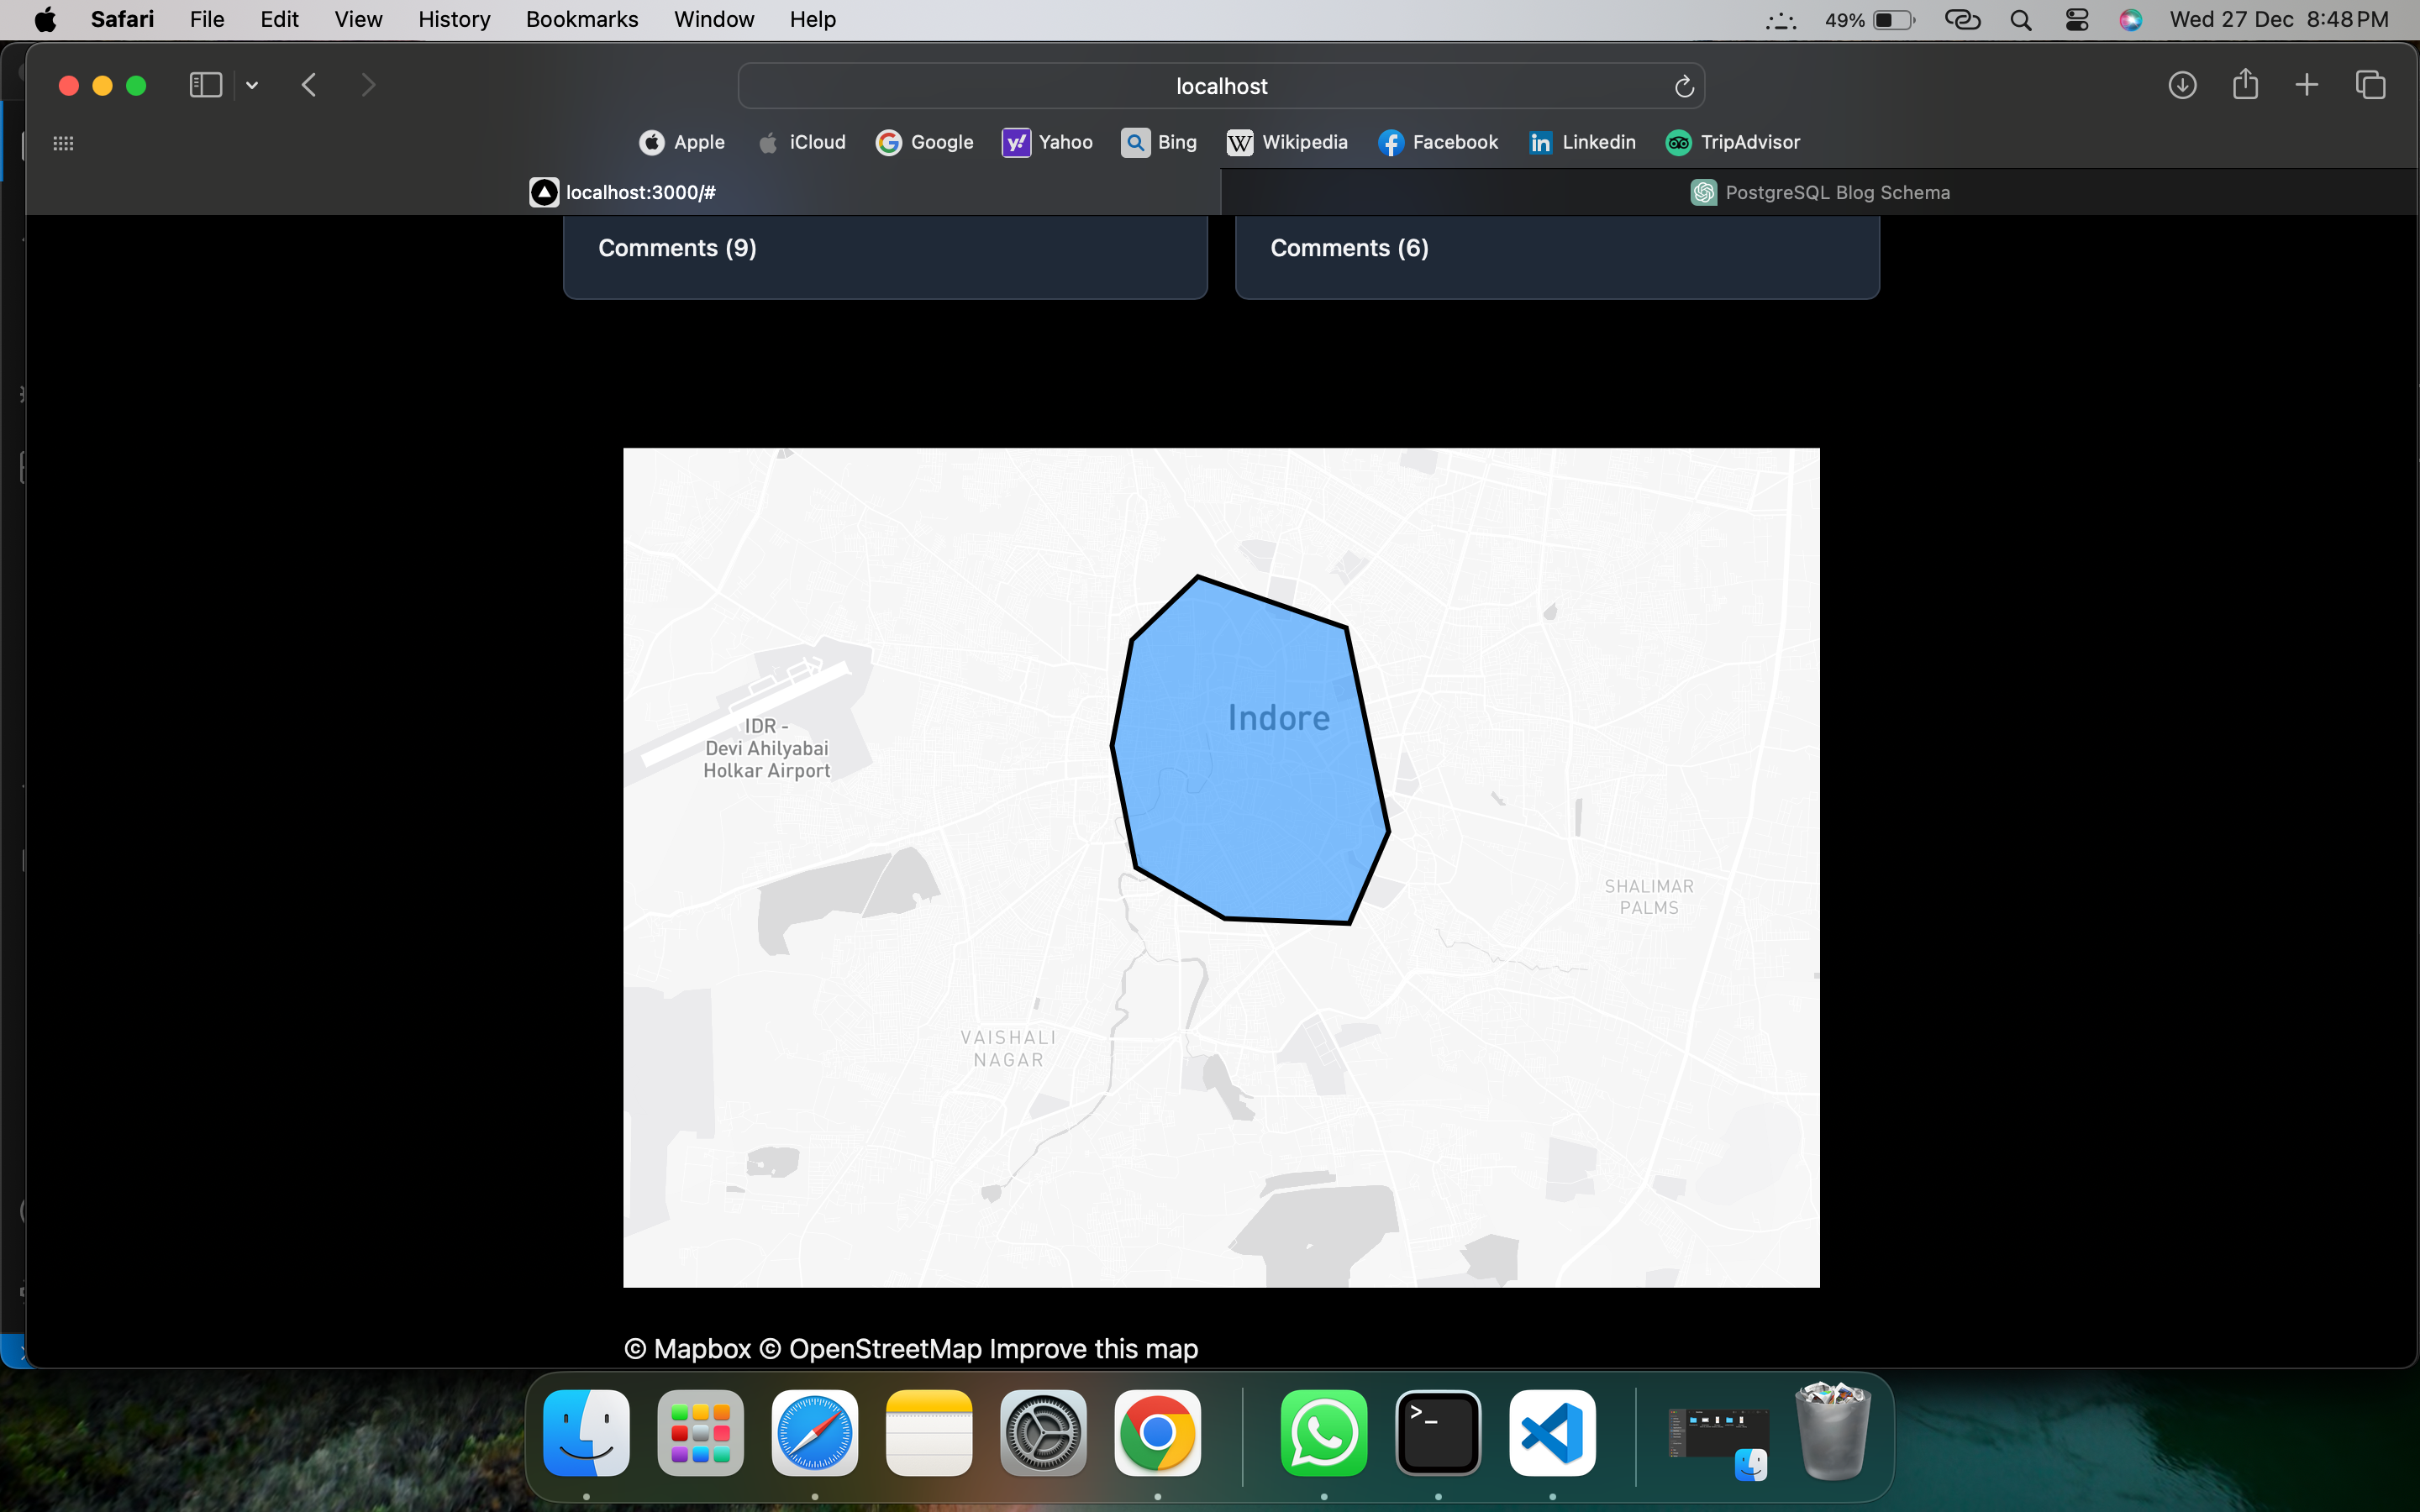 Safari File Edit View History Bookmarks Window Help 49% Wed 27 Dec 8:48 PM
localhost
Apple iCloud Google Yahoo Bing Wikipedia Facebook Linkedin TripAdvisor
localhost:3000/# PostgreSQL Blog Schema
Comments (9) Comments (6)
Indore
IDR -
Devi Ahilyabai
Holkar Airport
SHALIMAR
PALMS
VAISHALI
NAGAR
© Mapbox © OpenStreetMap Improve this map